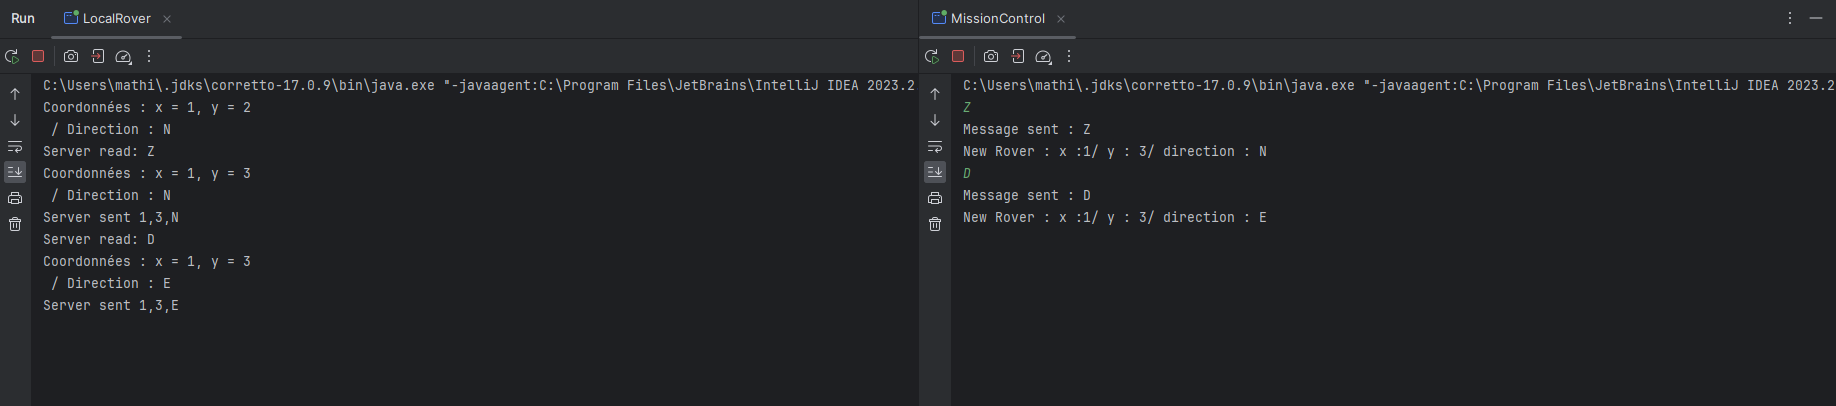 Run LocalRover
C:\Users\mathi\.jdks\corretto-17.0.9\bin\java.exe "-javaagent:C:\Program Files\JetBrains\IntelliJ IDEA 2023.2
Coordonnées : x = 1, y = 2
/ Direction : N
Server read: Z
Coordonnées : x = 1, y = 3
/ Direction : N
Server sent 1,3,N
Server read: D
Coordonnées : x = 1, y = 3
/ Direction : E
Server sent 1,3,E
MissionControl
C:\Users\mathi\.jdks\corretto-17.0.9\bin\java.exe "-javaagent:C:\Program Files\JetBrains\IntelliJ IDEA 2023.2
Z
Message sent : Z
New Rover : x :1/ y : 3/ direction : N
D
Message sent : D
New Rover : x :1/ y : 3/ direction : E